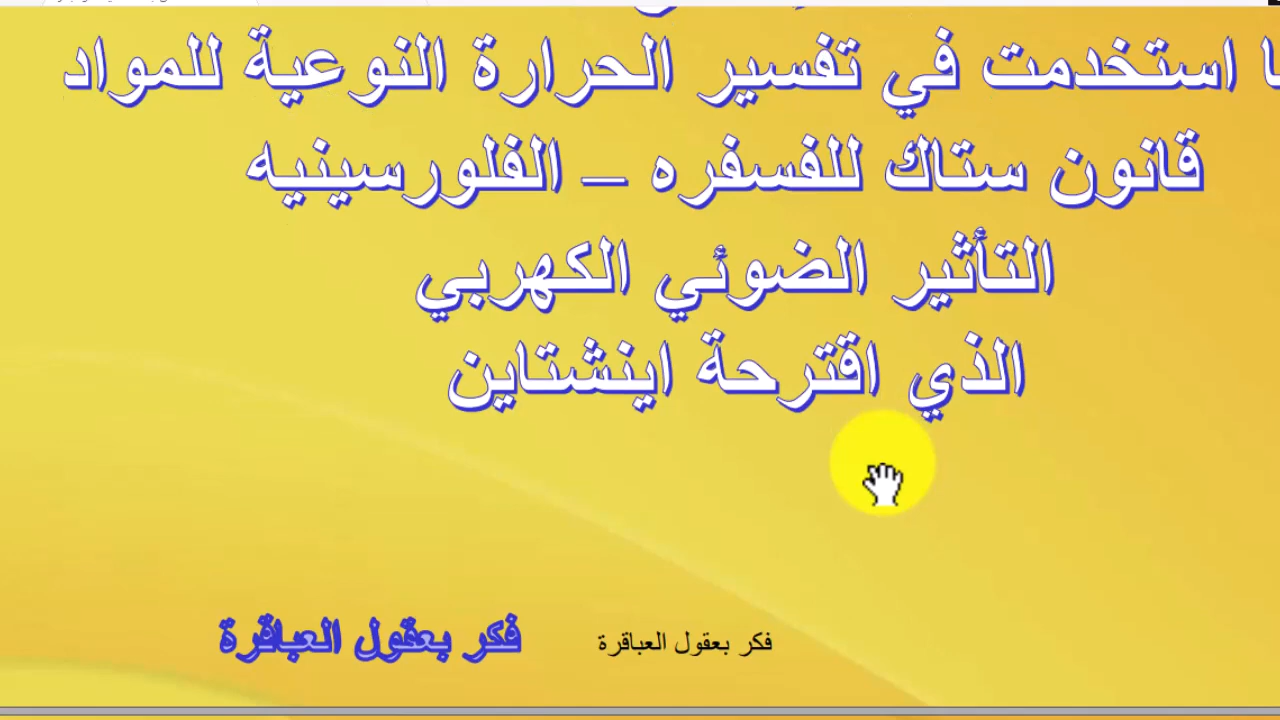 استخدمت في تفسير الحرارة النوعية للمواد
قانون ستاك للفسفره – الفلورسينيه
التأثير الضوئي الكهربي
الذي اقترحة اينشتاين
فكر بعقول العباقرة
فكر بعقول العباقرة